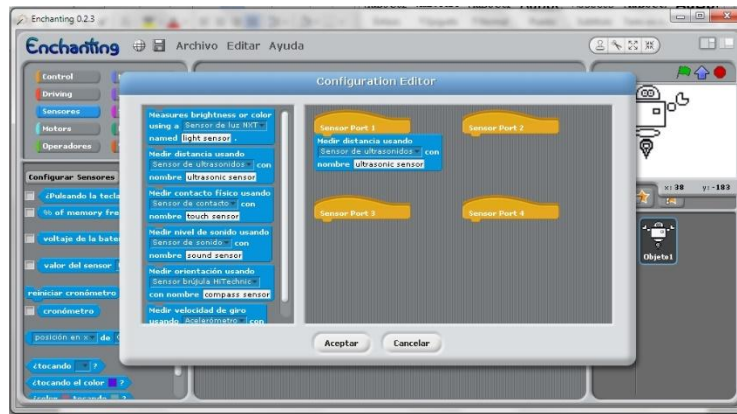 Enchanting 0.2.3
Enchanting
Archivo Editar Ayuda
Control
Driving
Sensores
Motors
Operadores
Configurar Sensores
¿Pulsando la tecla
% of memory fre
voltaje de la bate
valor del sensor
reiniciar cronómetro
cronómetro
posición en x de
¿tocando ?
¿tocando el color ?
Configuration Editor
Measures brightness or color
using a Sensor de luz NXT
named light sensor .
Medir distancia usando
Sensor de ultrasonidos con
nombre ultrasonic sensor
Medir contacto físico usando
Sensor de contacto con
nombre touch sensor
Medir nivel de sonido usando
Sensor de sonido con
nombre sound sensor
Medir orientación usando
Sensor brújula HiTechnic
con nombre compass sensor
Medir velocidad de giro
usando Acelerómetro con
Sensor Port 1
Medir distancia usando
Sensor de ultrasonidos con
nombre ultrasonic sensor
Sensor Port 2
Sensor Port 3
Sensor Port 4
Aceptar Cancelar
x: 38 y: -183
Objeto1